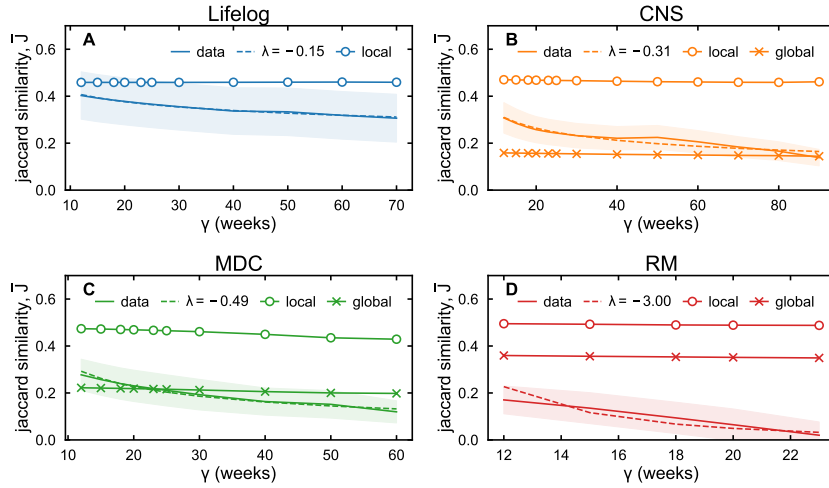 Lifelog
A
data λ = −0.15 local
jaccard similarity, J̅
0.6
0.4
0.2
0.0
10 20 30 40 50 60 70
γ (weeks)
CNS
B
data λ = −0.31 local global
jaccard similarity, J̅
0.6
0.4
0.2
0.0
20 40 60 80
γ (weeks)
MDC
C
data λ = −0.49 local global
jaccard similarity, J̅
0.6
0.4
0.2
0.0
10 20 30 40 50 60
γ (weeks)
RM
D
data λ = −3.00 local global
jaccard similarity, J̅
0.6
0.4
0.2
0.0
12 14 16 18 20 22
γ (weeks)